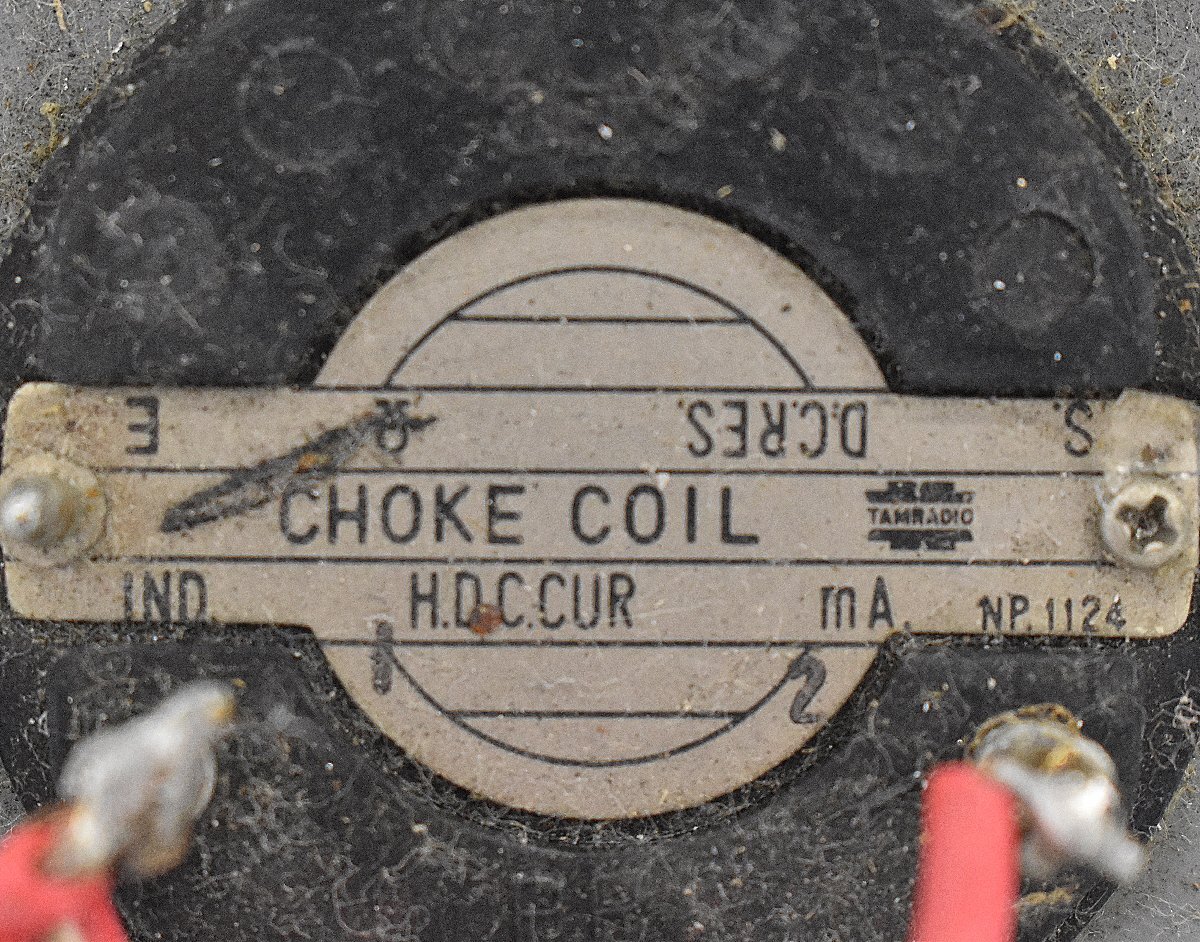 S. D.C.RES. E
CHOKE COIL TAMRADIO
IND. H.D.C.CUR mA. NP.1124
1 2